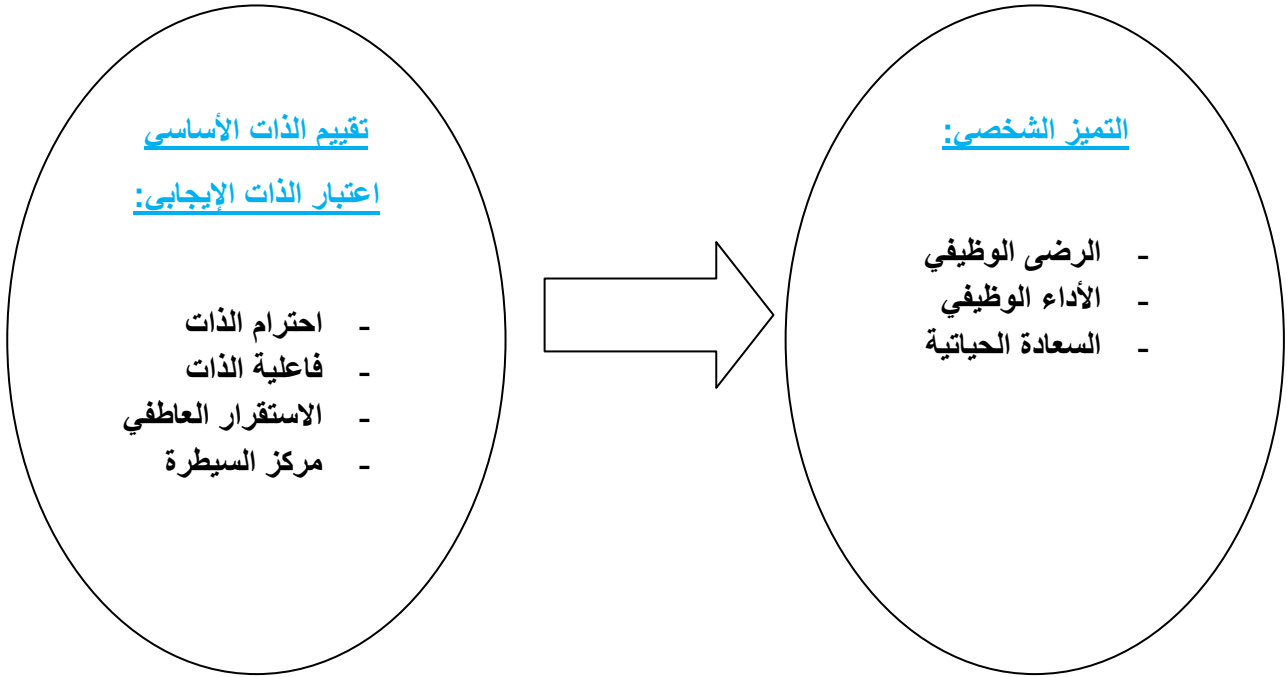 تقييم الذات الأساسي
اعتبار الذات الإيجابي:
- احترام الذات
- فاعلية الذات
- الاستقرار العاطفي
- مركز السيطرة
التميز الشخصي:
- الرضى الوظيفي
- الأداء الوظيفي
- السعادة الحياتية